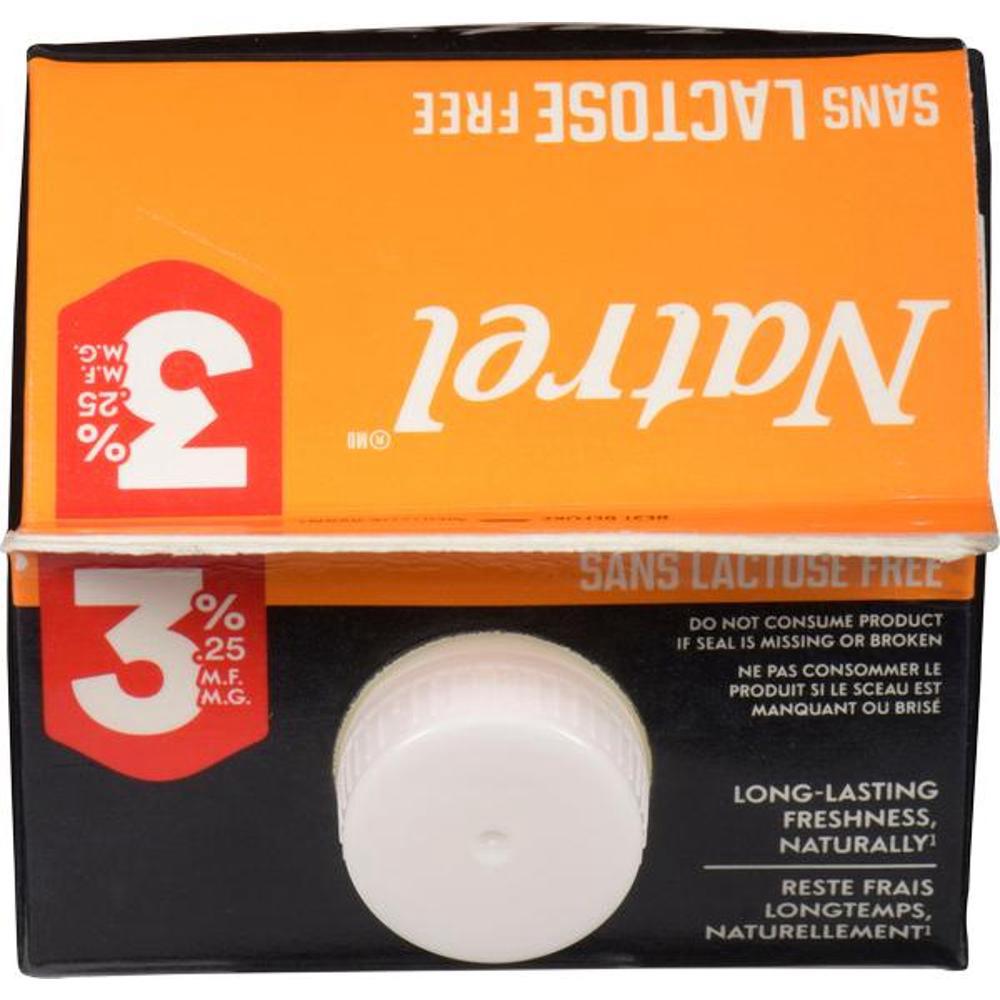 SANS LACTOSE FREE
Natrel
®MD
3%
.25
M.F.
M.G.
BEST BEFORE
SANS LACTOSE FREE
3%
.25
M.F.
M.G.
DO NOT CONSUME PRODUCT
IF SEAL IS MISSING OR BROKEN
NE PAS CONSOMMER LE
PRODUIT SI LE SCEAU EST
MANQUANT OU BRISÉ
LONG-LASTING
FRESHNESS,
NATURALLY¹
RESTE FRAIS
LONGTEMPS,
NATURELLEMENT¹